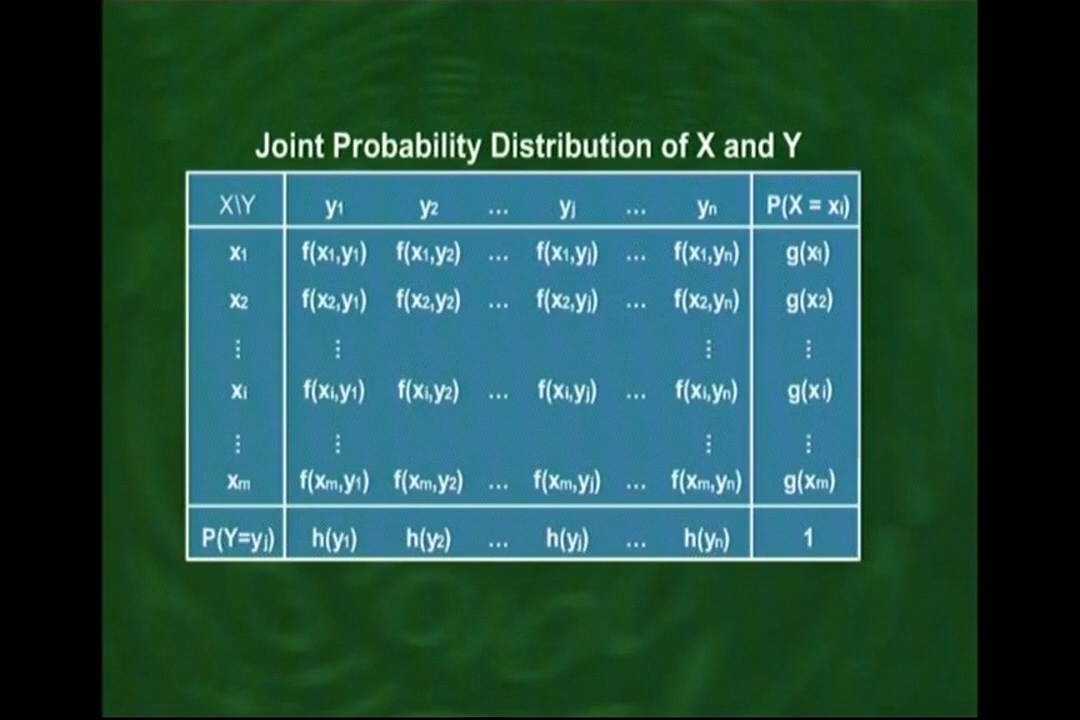 Joint Probability Distribution of X and Y
X\Y y1 y2 ... yj ... yn P(X = xi)
x1 f(x1,y1) f(x1,y2) ... f(x1,yj) ... f(x1,yn) g(x1)
x2 f(x2,y1) f(x2,y2) ... f(x2,yj) ... f(x2,yn) g(x2)
⋮ ⋮ ⋮ ⋮
xi f(xi,y1) f(xi,y2) ... f(xi,yj) ... f(xi,yn) g(xi)
⋮ ⋮ ⋮ ⋮
xm f(xm,y1) f(xm,y2) ... f(xm,yj) ... f(xm,yn) g(xm)
P(Y=yj) h(y1) h(y2) ... h(yj) ... h(yn) 1